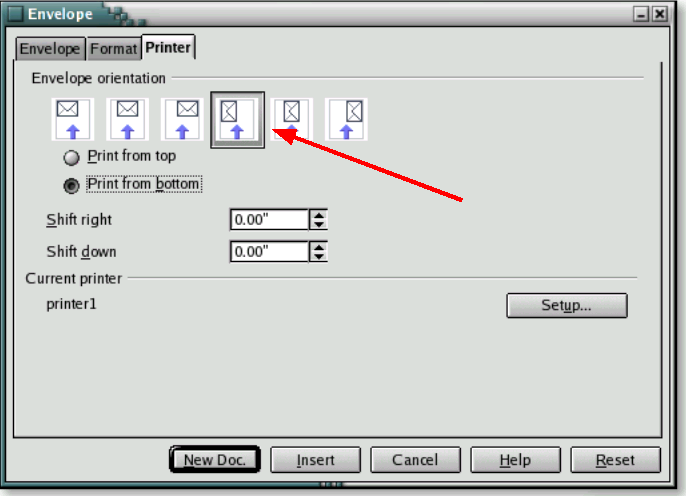 Envelope
Envelope Format Printer
Envelope orientation
Print from top
Print from bottom
Shift right 0.00"
Shift down 0.00"
Current printer
printer1 Setup...
New Doc. Insert Cancel Help Reset